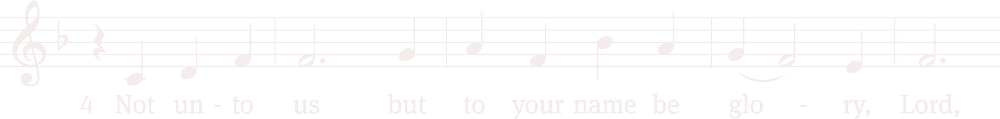 4 Not un - to us but to your name be glo - ry, Lord,